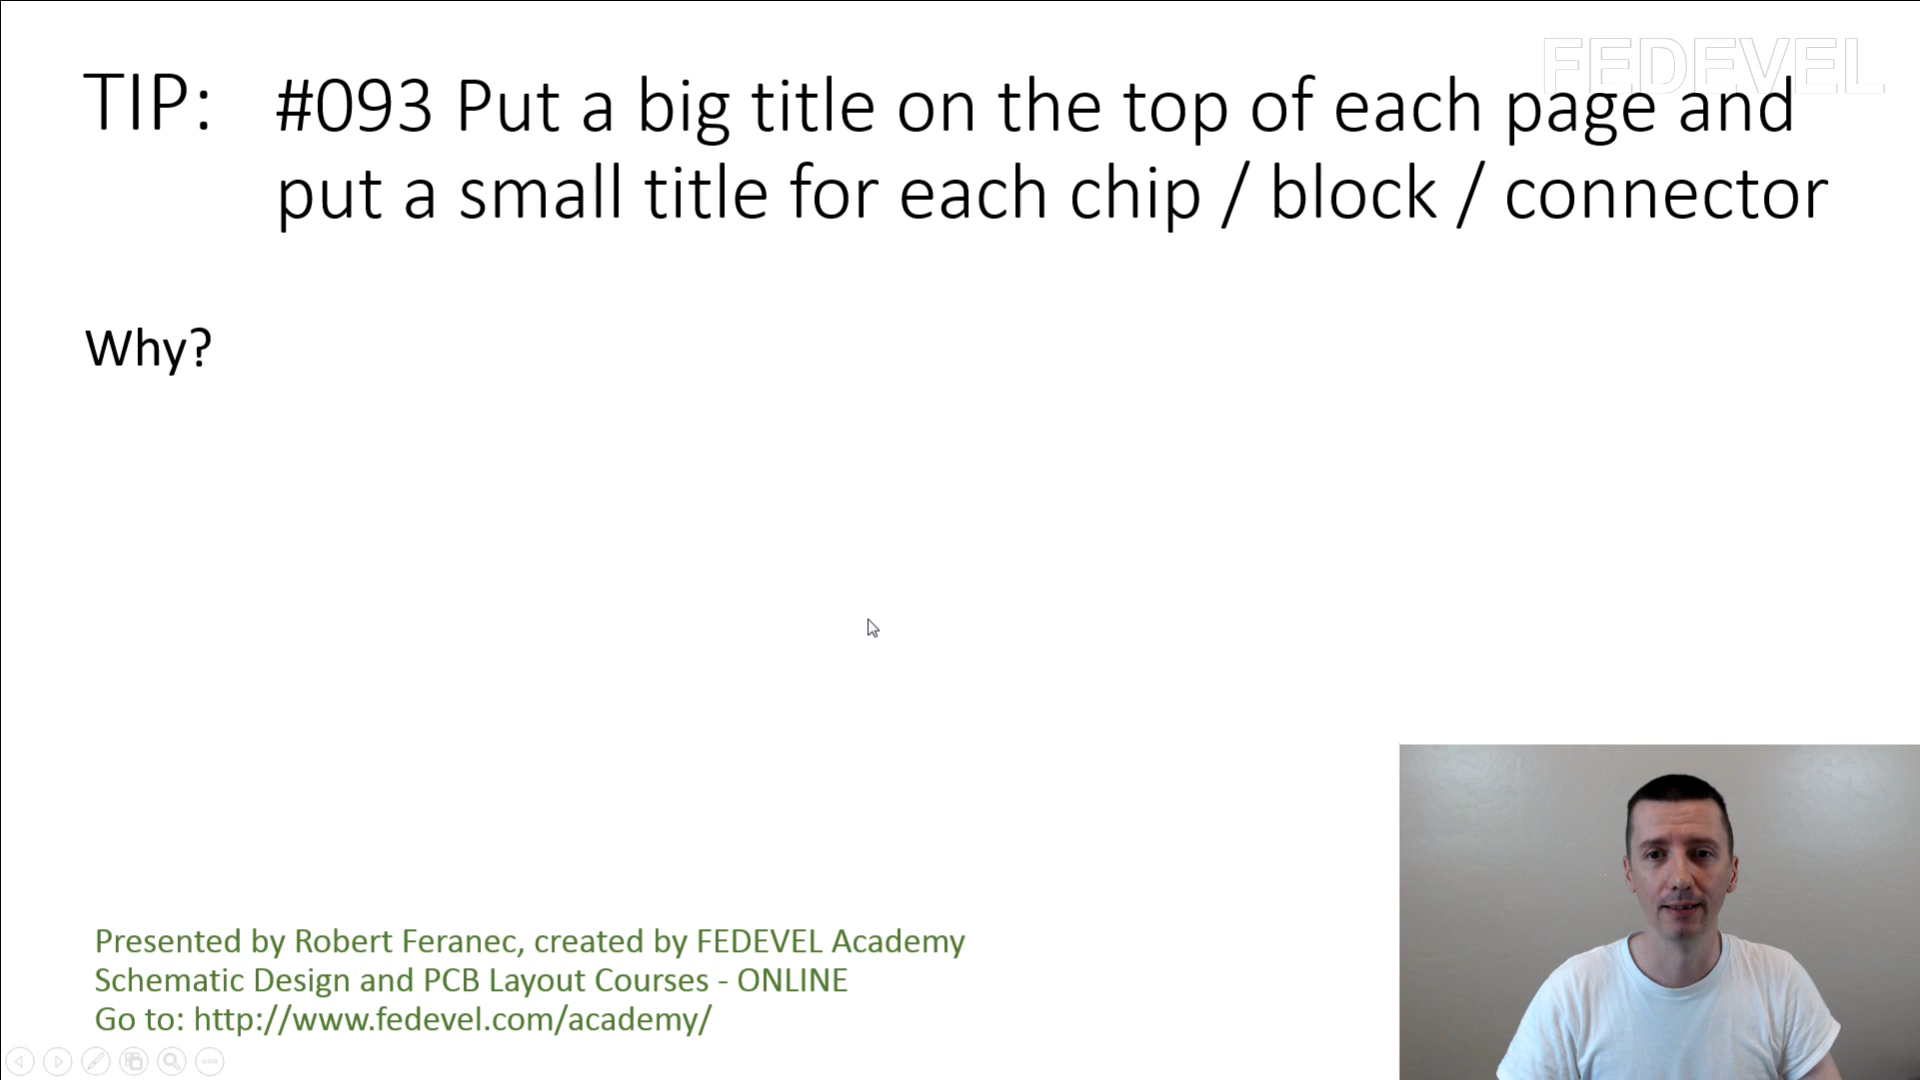 FEDEVEL
TIP: #093 Put a big title on the top of each page and
put a small title for each chip / block / connector
Why?
Presented by Robert Feranec, created by FEDEVEL Academy
Schematic Design and PCB Layout Courses - ONLINE
Go to: http://www.fedevel.com/academy/